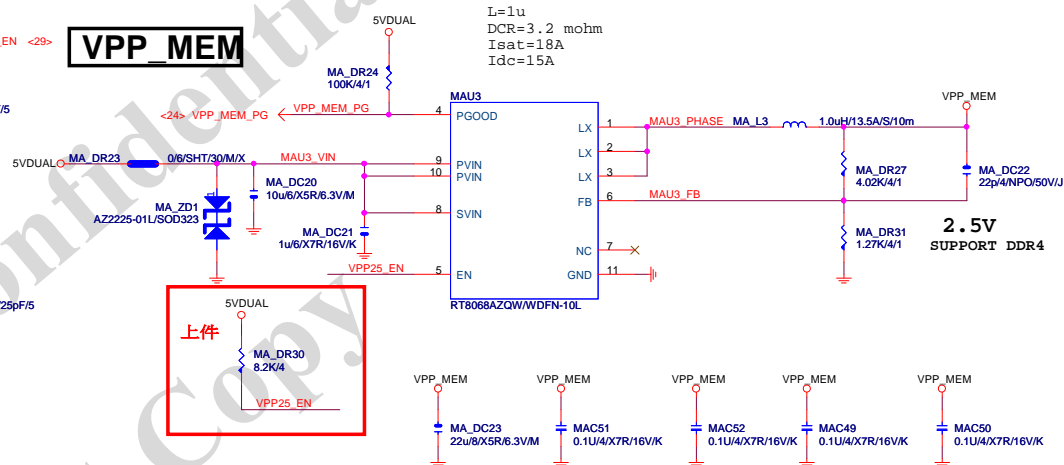 L=1u
DCR=3.2 mohm
Isat=18A
Idc=15A
_EN <29>
VPP_MEM
5VDUAL
MA_DR24
100K/4/1
<24> VPP_MEM_PG
VPP_MEM_PG
MAU3
4
PGOOD
5VDUAL
MA_DR23
0/6/SHT/30/M/X
MAU3_VIN
9
PVIN
10
PVIN
8
SVIN
5
EN
LX
1
LX
2
LX
3
FB
6
NC
7
GND
11
RT8068AZQW/WDFN-10L
MA_DC20
10u/6/X5R/6.3V/M
1
MA_ZD1
AZ2225-01L/SOD323
MA_DC21
1u/6/X7R/16V/K
VPP25_EN
MAU3_PHASE
MA_L3
1.0uH/13.5A/S/10m
VPP_MEM
MA_DR27
4.02K/4/1
MA_DC22
22p/4/NPO/50V/J
MAU3_FB
MA_DR31
1.27K/4/1
2.5V
SUPPORT DDR4
/5
/25pF/5
5VDUAL
上件
MA_DR30
8.2K/4
VPP25_EN
VPP_MEM
MA_DC23
22u/8/X5R/6.3V/M
VPP_MEM
MAC51
0.1U/4/X7R/16V/K
VPP_MEM
MAC52
0.1U/4/X7R/16V/K
VPP_MEM
MAC49
0.1U/4/X7R/16V/K
VPP_MEM
MAC50
0.1U/4/X7R/16V/K
onfidential
Copy